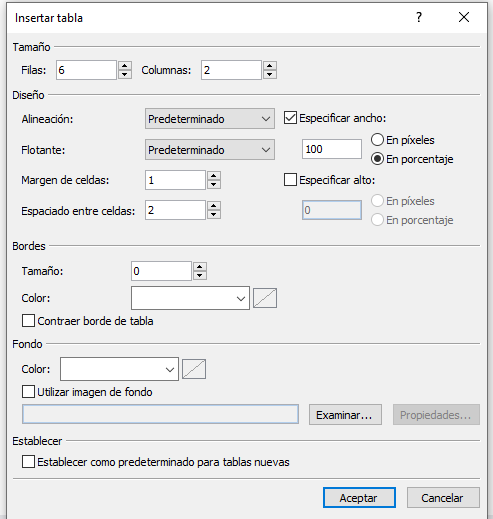 Insertar tabla ?
Tamaño
Filas: 6 Columnas: 2
Diseño
Alineación: Predeterminado Especificar ancho:
Flotante: Predeterminado 100 En píxeles
En porcentaje
Margen de celdas: 1 Especificar alto:
Espaciado entre celdas: 2 0 En píxeles
En porcentaje
Bordes
Tamaño: 0
Color:
Contraer borde de tabla
Fondo
Color:
Utilizar imagen de fondo
Examinar... Propiedades...
Establecer
Establecer como predeterminado para tablas nuevas
Aceptar Cancelar